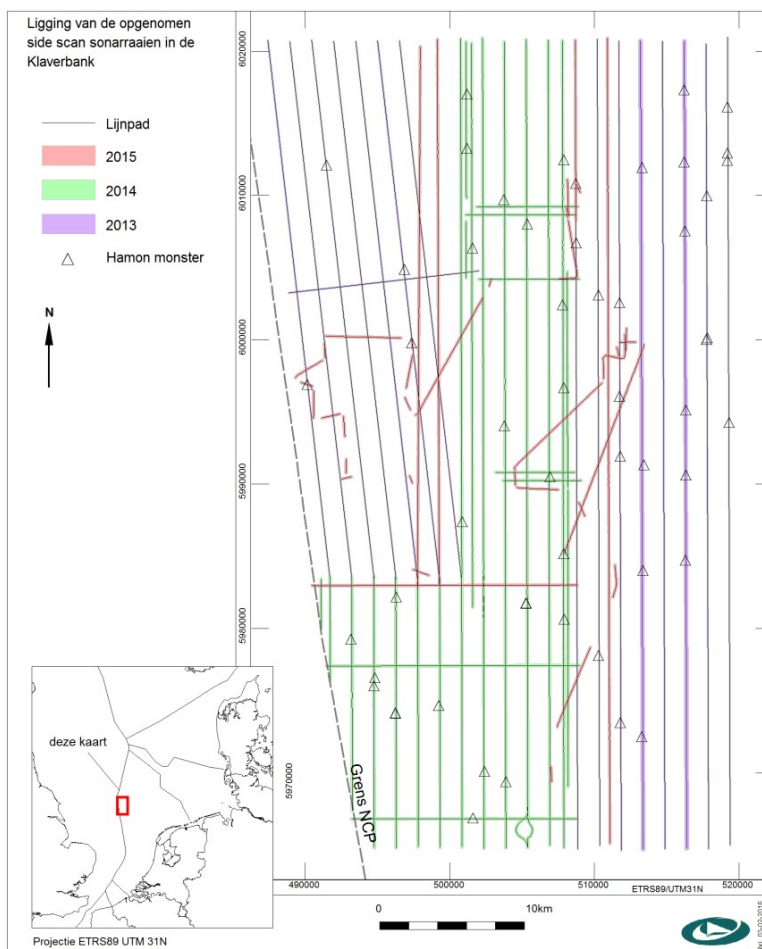 Ligging van de opgenomen
side scan sonarraaien in de
Klaverbank
Lijnpad
2015
2014
2013
Hamon monster
N
6020000
6010000
6000000
5990000
5980000
5970000
Grens NCP
deze kaart
490000
500000
510000
520000
ETRS89/UTM31N
0
10km
Projectie ETRS89 UTM 31N